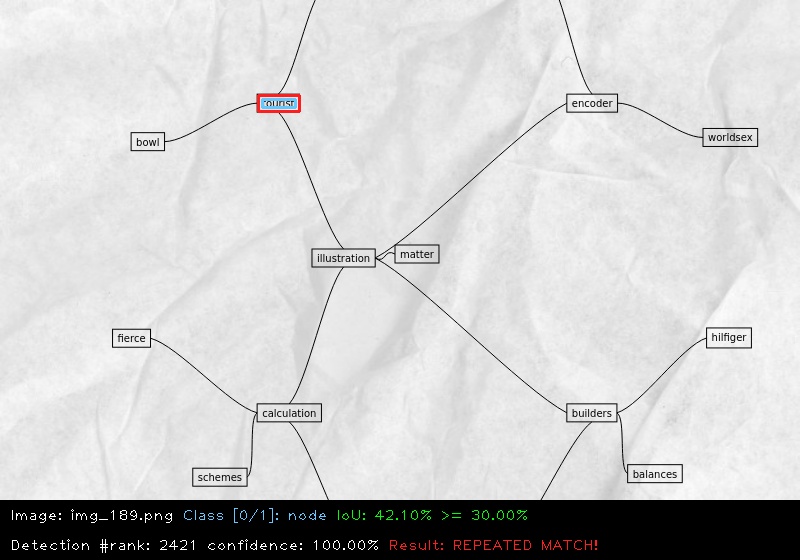 tourist
encoder
bowl
worldsex
illustration
matter
fierce
hilfiger
calculation
builders
schemes
balances
Image: img_189.png Class [0/1]: node IoU: 42.10% >= 30.00%
Detection #rank: 2421 confidence: 100.00% Result: REPEATED MATCH!